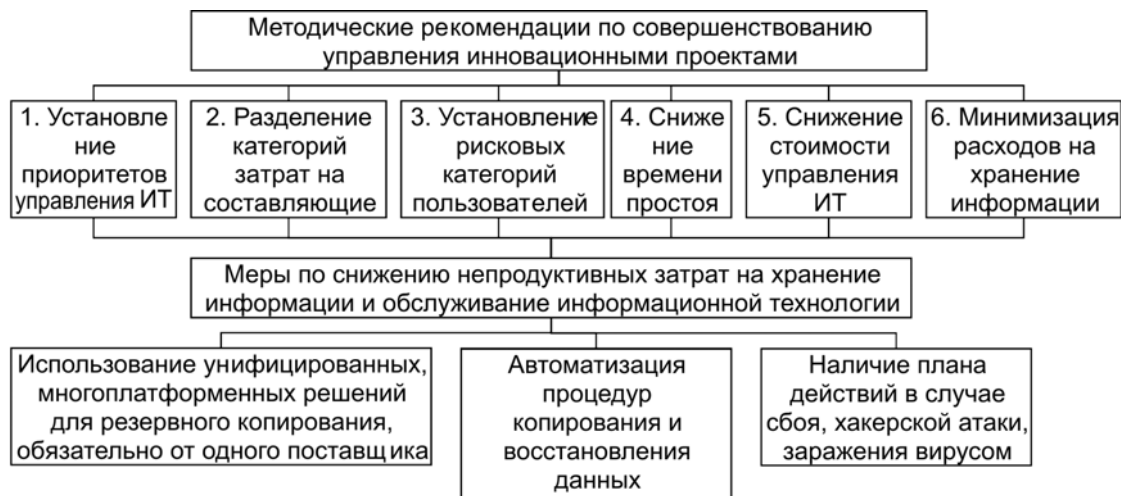 Методические рекомендации по совершенствованию
управления инновационными проектами
1. Установле
ние
приоритетов
управления ИТ
2. Разделение
категорий
затрат на
составляющие
3. Установление
рисковых
категорий
пользователей
4. Сниже
ние
времени
простоя
5. Снижение
стоимости
управления
ИТ
6. Минимизация
расходов на
хранение
информации
Меры по снижению непродуктивных затрат на хранение
информации и обслуживание информационной технологии
Использование унифицированных,
многоплатформенных решений
для резервного копирования,
обязательно от одного поставщика
Автоматизация
процедур
копирования и
восстановления
данных
Наличие плана
действий в случае
сбоя, хакерской атаки,
заражения вирусом